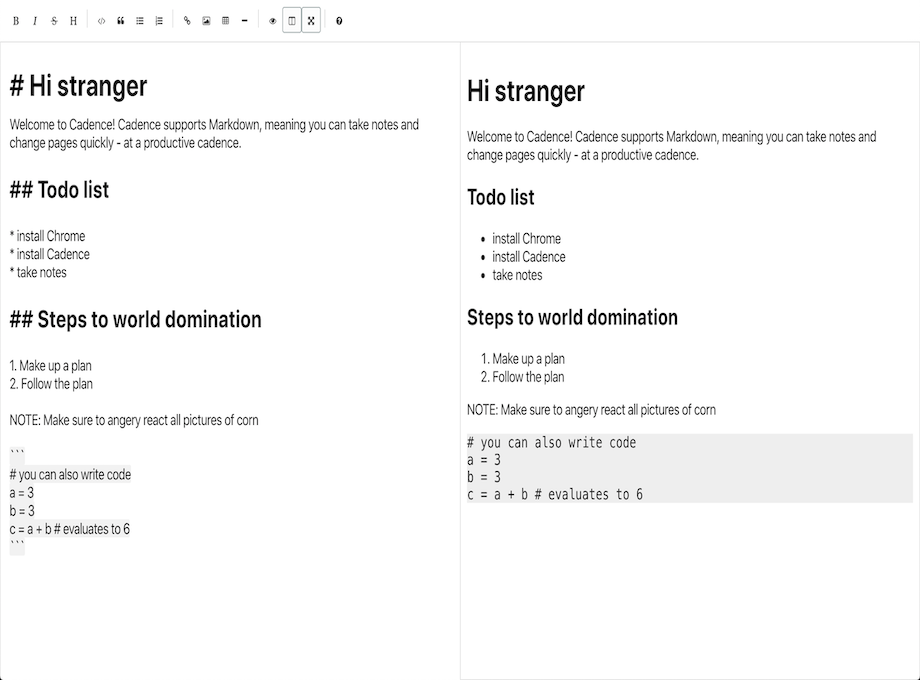 B I S H
# Hi stranger
Welcome to Cadence! Cadence supports Markdown, meaning you can take notes and
change pages quickly - at a productive cadence.
## Todo list
* install Chrome
* install Cadence
* take notes
## Steps to world domination
1. Make up a plan
2. Follow the plan
NOTE: Make sure to angery react all pictures of corn
```
# you can also write code
a = 3
b = 3
c = a + b # evaluates to 6
```
Hi stranger
Welcome to Cadence! Cadence supports Markdown, meaning you can take notes and
change pages quickly - at a productive cadence.
Todo list
• install Chrome
• install Cadence
• take notes
Steps to world domination
1. Make up a plan
2. Follow the plan
NOTE: Make sure to angery react all pictures of corn
# you can also write code
a = 3
b = 3
c = a + b # evaluates to 6